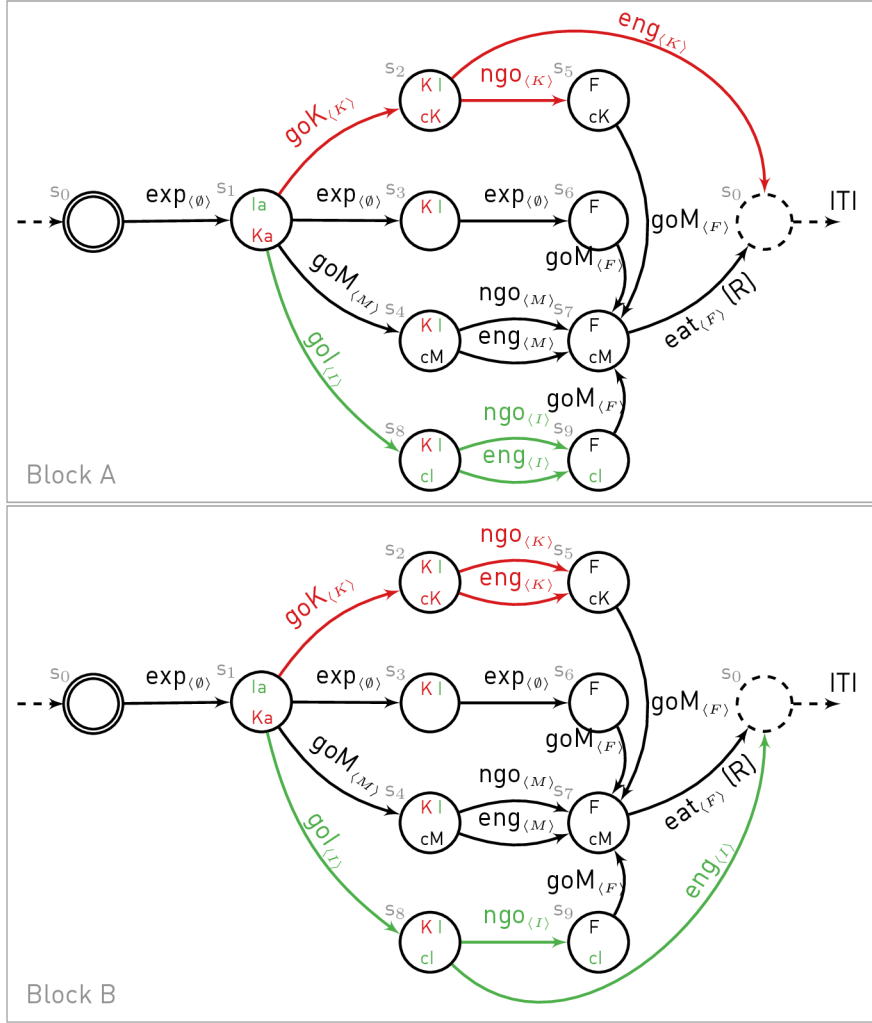 eng⟨K⟩
s2 K I ngo⟨K⟩ s5 F
cK cK
goK⟨K⟩
s0 exp⟨∅⟩ s1 Ia exp⟨∅⟩ s3 K I exp⟨∅⟩ s6 F s0 ITI
Ka goM⟨F⟩
goM⟨M⟩ goM⟨F⟩
s4 K I ngo⟨M⟩ s7 F
cM eng⟨M⟩ cM eat⟨F⟩ (R)
goI⟨I⟩ goM⟨F⟩
s8 K I ngo⟨I⟩ s9 F
cI eng⟨I⟩ cI
Block A
s2 K I ngo⟨K⟩ s5 F
cK eng⟨K⟩ cK
goK⟨K⟩
s0 exp⟨∅⟩ s1 Ia exp⟨∅⟩ s3 K I exp⟨∅⟩ s6 F s0 ITI
Ka goM⟨F⟩
goM⟨M⟩ goM⟨F⟩
s4 K I ngo⟨M⟩ s7 F
cM eng⟨M⟩ cM eat⟨F⟩ (R)
goI⟨I⟩ goM⟨F⟩ eng⟨I⟩
s8 K I ngo⟨I⟩ s9 F
cI cI
Block B